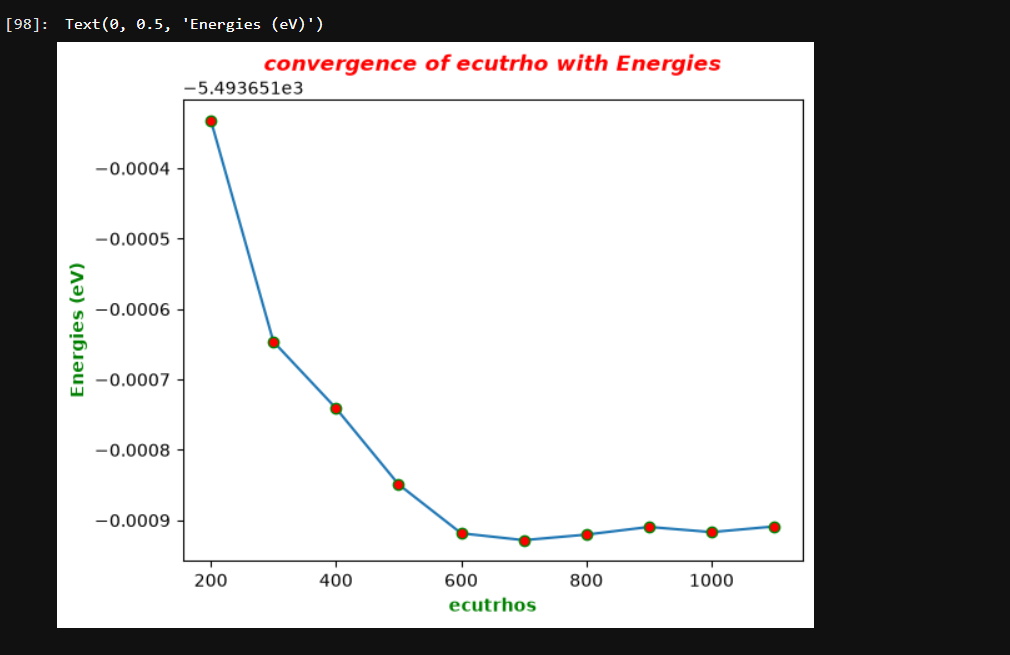 [98]: Text(0, 0.5, 'Energies (eV)')
convergence of ecutrho with Energies
−5.493651e3
−0.0004
−0.0005
−0.0006
−0.0007
−0.0008
−0.0009
Energies (eV)
200 400 600 800 1000
ecutrhos